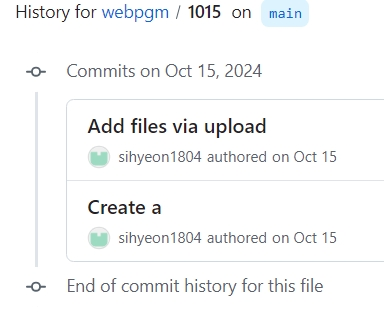 History for webpgm / 1015 on main
Commits on Oct 15, 2024
Add files via upload
sihyeon1804 authored on Oct 15
Create a
sihyeon1804 authored on Oct 15
End of commit history for this file